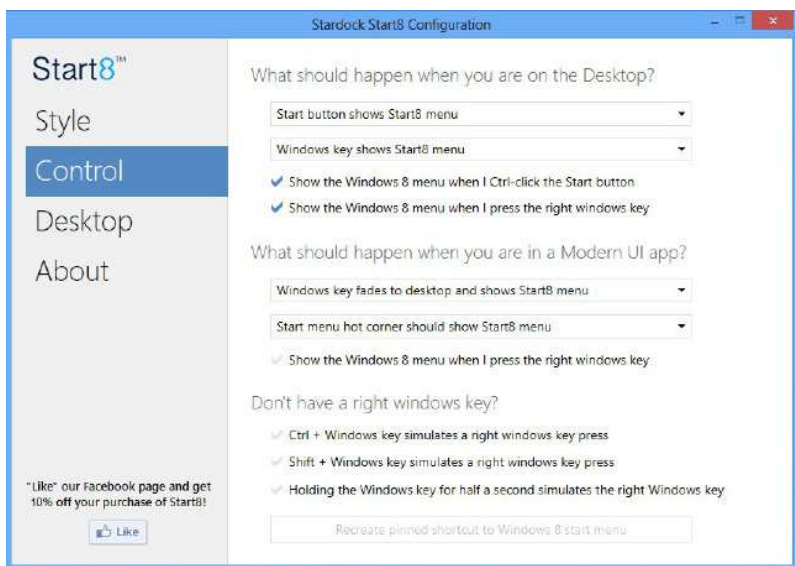 Stardock Start8 Configuration
Start8™
Style
Control
Desktop
About
"Like" our Facebook page and get
10% off your purchase of Start8!
Like
What should happen when you are on the Desktop?
Start button shows Start8 menu
Windows key shows Start8 menu
Show the Windows 8 menu when I Ctrl-click the Start button
Show the Windows 8 menu when I press the right windows key
What should happen when you are in a Modern UI app?
Windows key fades to desktop and shows Start8 menu
Start menu hot corner should show Start8 menu
Show the Windows 8 menu when I press the right windows key
Don't have a right windows key?
Ctrl + Windows key simulates a right windows key press
Shift + Windows key simulates a right windows key press
Holding the Windows key for half a second simulates the right Windows key
Recreate pinned shortcut to Windows 8 start menu